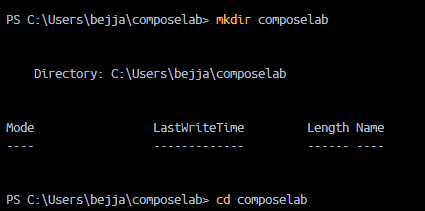 PS C:\Users\bejja\composelab> mkdir composelab
Directory: C:\Users\bejja\composelab
Mode LastWriteTime Length Name
---- ------------- ------ ----
PS C:\Users\bejja\composelab> cd composelab